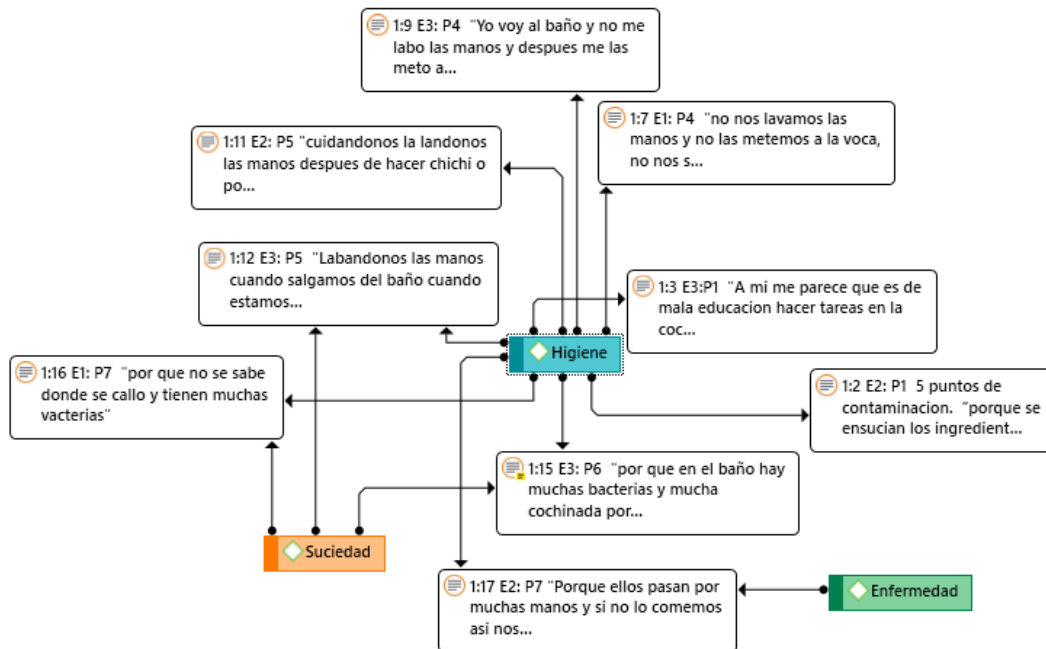 1:9 E3: P4 "Yo voy al baño y no me
labo las manos y despues me las
meto a...
1:7 E1: P4 "no nos lavamos las
manos y no las metemos a la voca,
no nos s...
1:11 E2: P5 "cuidandonos la landonos
las manos despues de hacer chichi o
po...
1:12 E3: P5 "Labandonos las manos
cuando salgamos del baño cuando
estamos...
1:3 E3:P1 "A mi me parece que es de
mala educacion hacer tareas en la
coc...
Higiene
1:16 E1: P7 "por que no se sabe
donde se callo y tienen muchas
vacterias"
1:2 E2: P1 5 puntos de
contaminacion. "porque se
ensucian los ingredient...
1:15 E3: P6 "por que en el baño hay
muchas bacterias y mucha
cochinada por...
Suciedad
1:17 E2: P7 "Porque ellos pasan por
muchas manos y si no lo comemos
asi nos...
Enfermedad